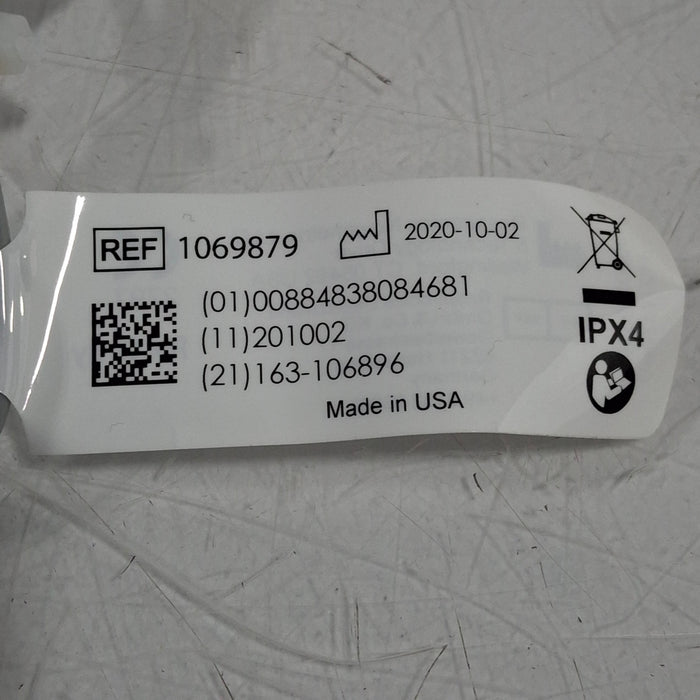 REF 1069879 2020-10-02
(01)00884838084681
(11)201002
(21)163-106896
Made in USA
IPX4